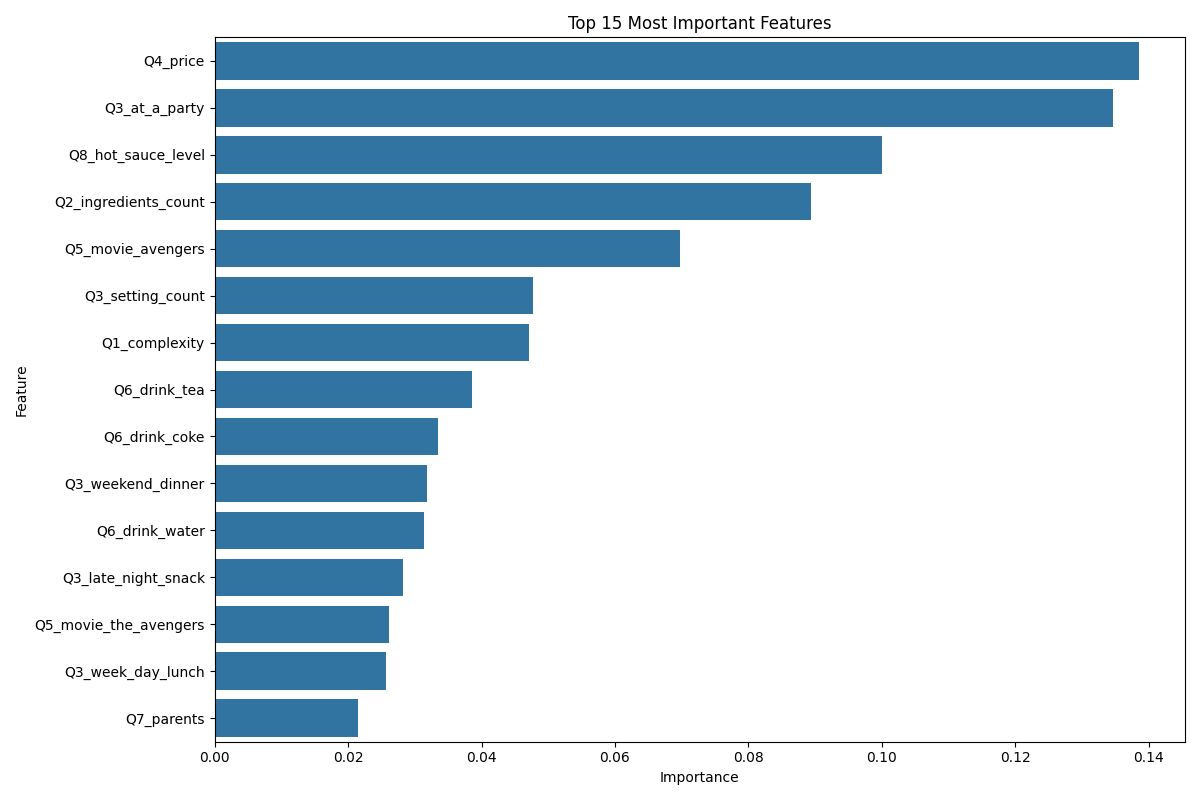 Top 15 Most Important Features
Q4_price
Q3_at_a_party
Q8_hot_sauce_level
Q2_ingredients_count
Q5_movie_avengers
Q3_setting_count
Q1_complexity
Q6_drink_tea
Q6_drink_coke
Q3_weekend_dinner
Q6_drink_water
Q3_late_night_snack
Q5_movie_the_avengers
Q3_week_day_lunch
Q7_parents
Feature
0.00 0.02 0.04 0.06 0.08 0.10 0.12 0.14
Importance